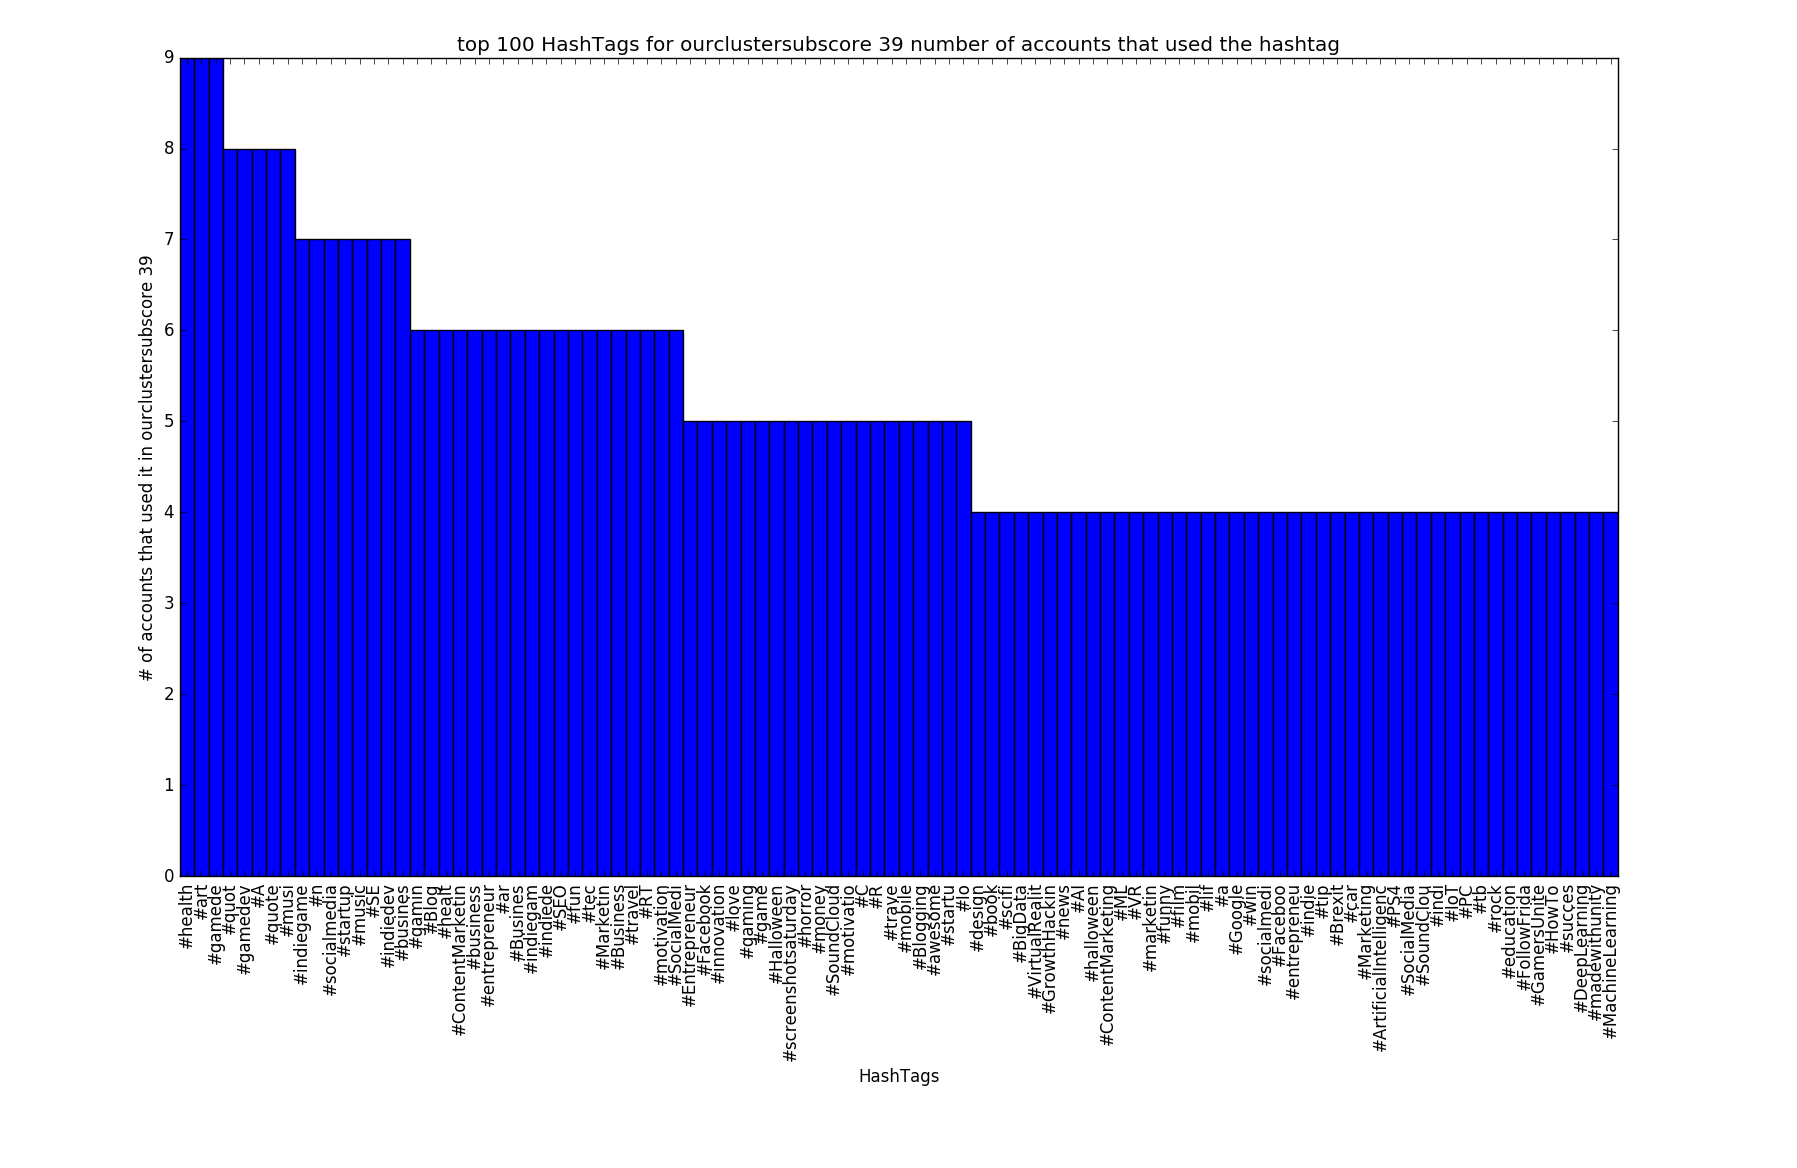 top 100 HashTags for ourclustersubscore 39 number of accounts that used the hashtag
# of accounts that used it in ourclustersubscore 39
9
8
7
6
5
4
3
2
1
0
#health
#art
#gamede
#quot
#gamedev
#A
#quote
#musi
#indiegame
#n
#socialmedia
#startup
#music
#SE
#indiedev
#busines
#gamin
#Blog
#healt
#ContentMarketin
#business
#entrepreneur
#ar
#Busines
#indiegam
#indiede
#SEO
#fun
#tec
#Marketin
#Business
#travel
#RT
#motivation
#SocialMedi
#Entrepreneur
#Facebook
#innovation
#love
#gaming
#game
#Halloween
#screenshotsaturday
#horror
#money
#SoundCloud
#motivatio
#C
#R
#trave
#mobile
#Blogging
#awesome
#startu
#io
#design
#book
#scifi
#BigData
#VirtualRealit
#GrowthHackin
#news
#AI
#halloween
#ContentMarketing
#ML
#VR
#marketin
#funny
#film
#mobil
#lif
#a
#Google
#win
#socialmedi
#Faceboo
#entrepreneu
#indie
#tip
#Brexit
#car
#Marketing
#ArtificialIntelligenc
#PS4
#SocialMedia
#SoundClou
#indi
#IoT
#PC
#tb
#rock
#education
#FollowFrida
#GamersUnite
#HowTo
#succes
#DeepLearning
#madewithunity
#MachineLearning
HashTags